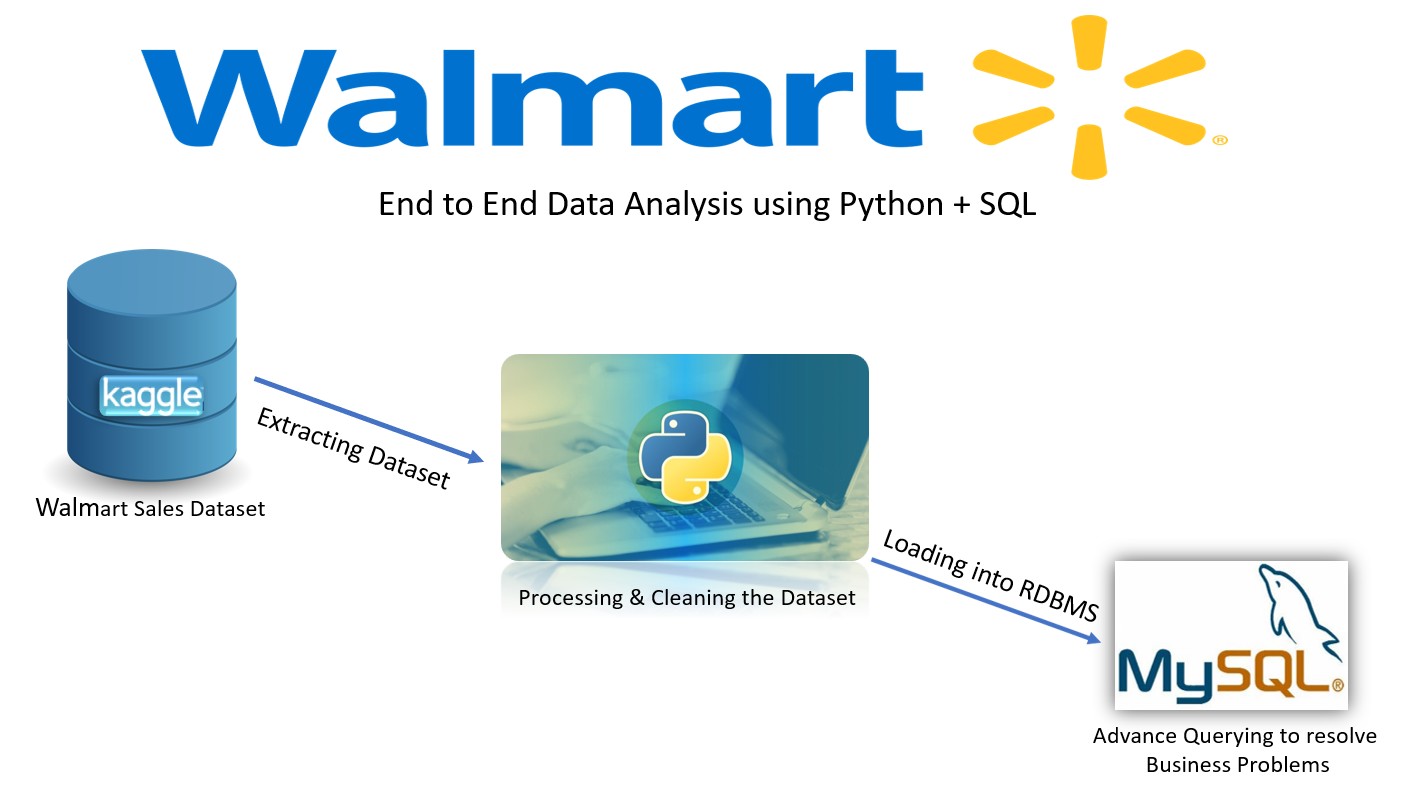 Walmart
®
End to End Data Analysis using Python + SQL
kaggle
Extracting Dataset
Walmart Sales Dataset
Processing & Cleaning the Dataset
Loading into RDBMS
MySQL®
Advance Querying to resolve
Business Problems